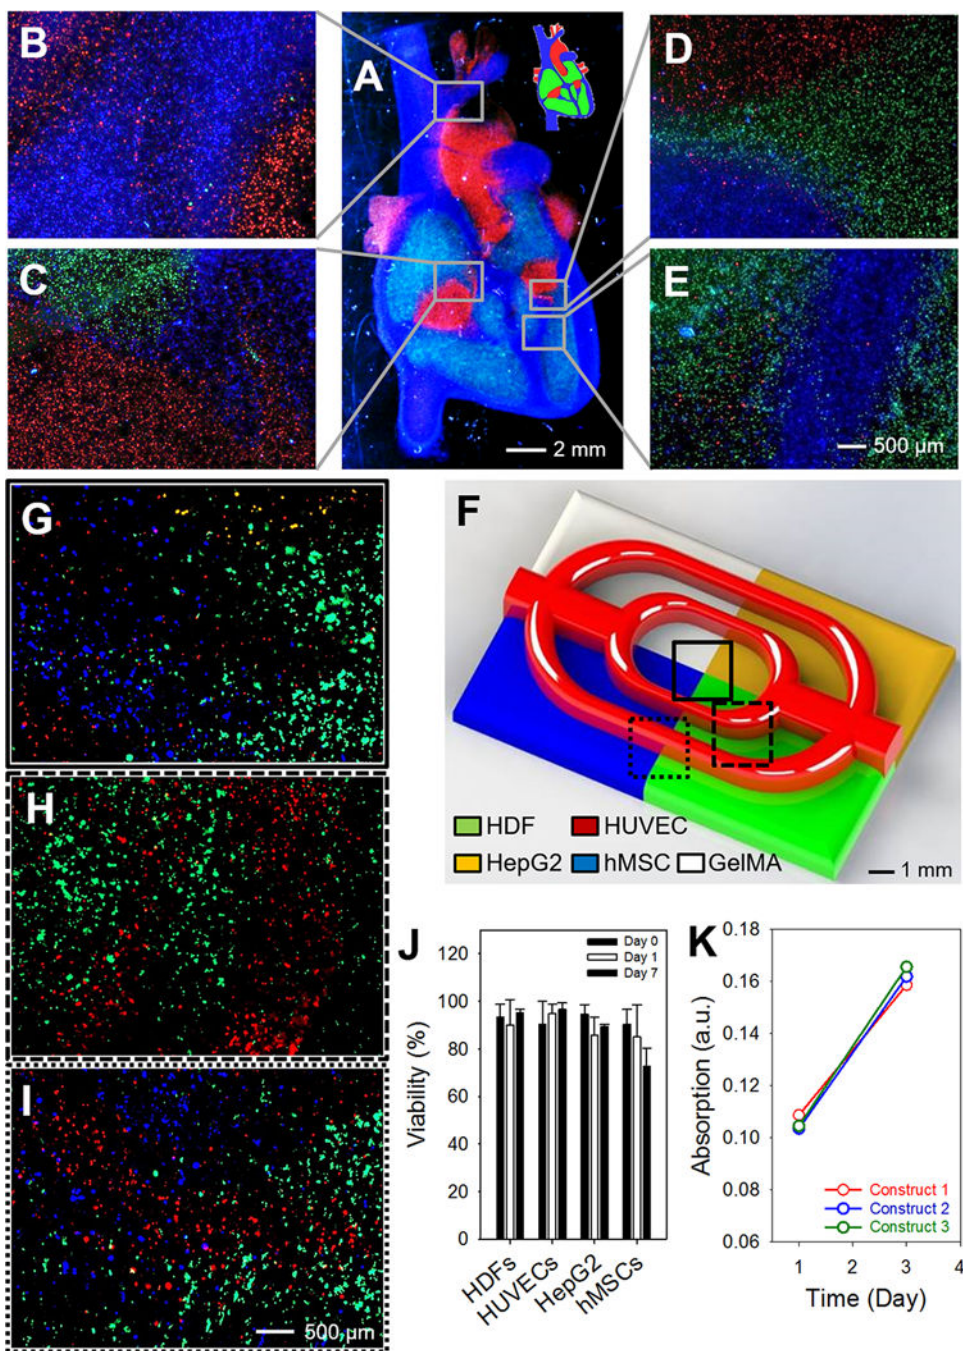 B
A
D
C
E
2 mm
500 µm
G
F
HDF
HUVEC
HepG2
hMSC
GelMA
1 mm
H
I
500 µm
J
Day 0
Day 1
Day 7
120
100
80
60
40
20
0
Viability (%)
HDFs
HUVECs
HepG2
hMSCs
K
0.18
0.16
0.14
0.12
0.10
0.08
0.06
Absorption (a.u.)
Construct 1
Construct 2
Construct 3
1
2
3
4
Time (Day)